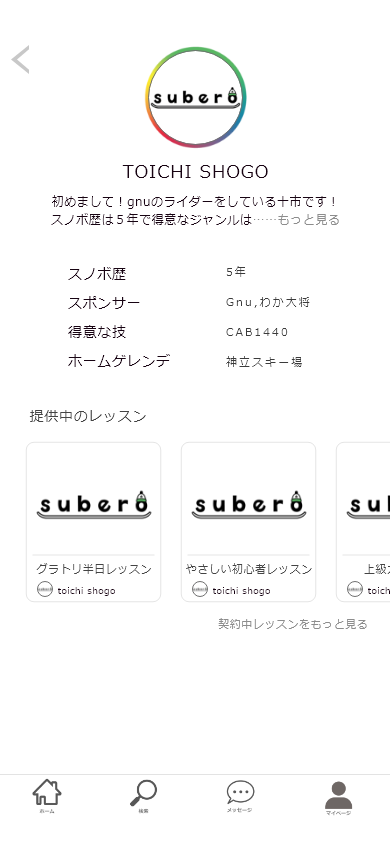 subero
TOICHI SHOGO
初めまして！gnuのライダーをしている十市です！
スノボ歴は５年で得意なジャンルは……もっと見る
スノボ歴 5年
スポンサー Gnu,わか大将
得意な技 CAB1440
ホームゲレンデ 神立スキー場
提供中のレッスン
subero subero sub
グラトリ半日レッスン やさしい初心者レッスン 上級
toichi shogo toichi shogo toich
契約中レッスンをもっと見る
ホーム 検索 メッセージ マイページ